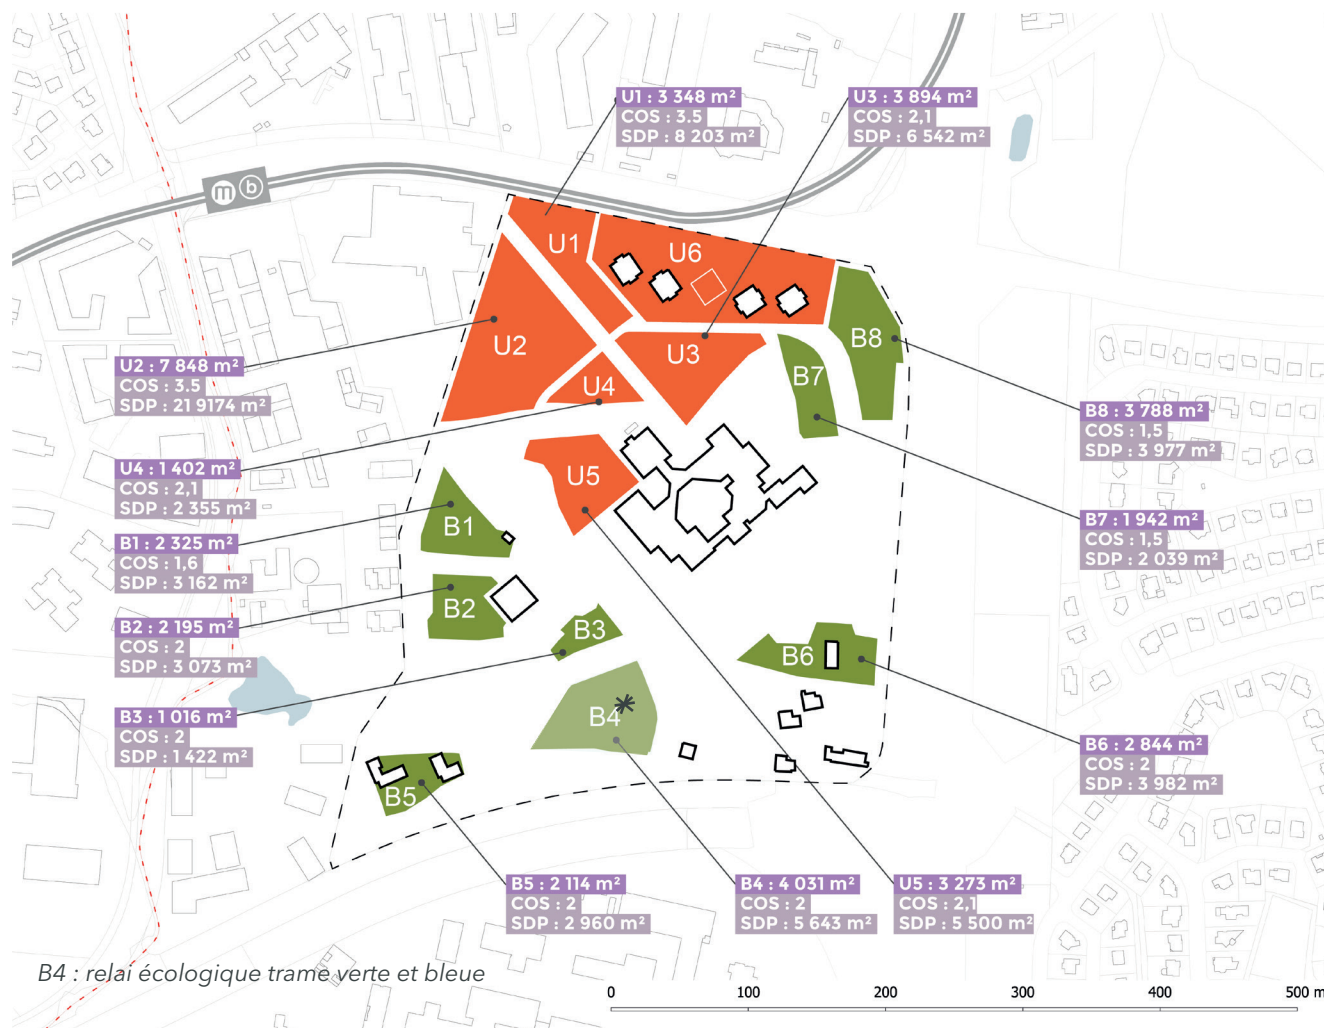 U1 : 3 348 m²
COS : 3.5
SDP : 8 203 m²
U3 : 3 894 m²
COS : 2,1
SDP : 6 542 m²
m b
U1
U6
U2
U3
U4
U5
B8
B7
B1
B2
B3
B4
B5
B6
U2 : 7 848 m²
COS : 3.5
SDP : 21 9174 m²
U4 : 1 402 m²
COS : 2,1
SDP : 2 355 m²
B1 : 2 325 m²
COS : 1,6
SDP : 3 162 m²
B2 : 2 195 m²
COS : 2
SDP : 3 073 m²
B3 : 1 016 m²
COS : 2
SDP : 1 422 m²
B8 : 3 788 m²
COS : 1,5
SDP : 3 977 m²
B7 : 1 942 m²
COS : 1,5
SDP : 2 039 m²
B6 : 2 844 m²
COS : 2
SDP : 3 982 m²
B5 : 2 114 m²
COS : 2
SDP : 2 960 m²
B4 : 4 031 m²
COS : 2
SDP : 5 643 m²
U5 : 3 273 m²
COS : 2,1
SDP : 5 500 m²
B4 : relai écologique trame verte et bleue
0 100 200 300 400 500 m